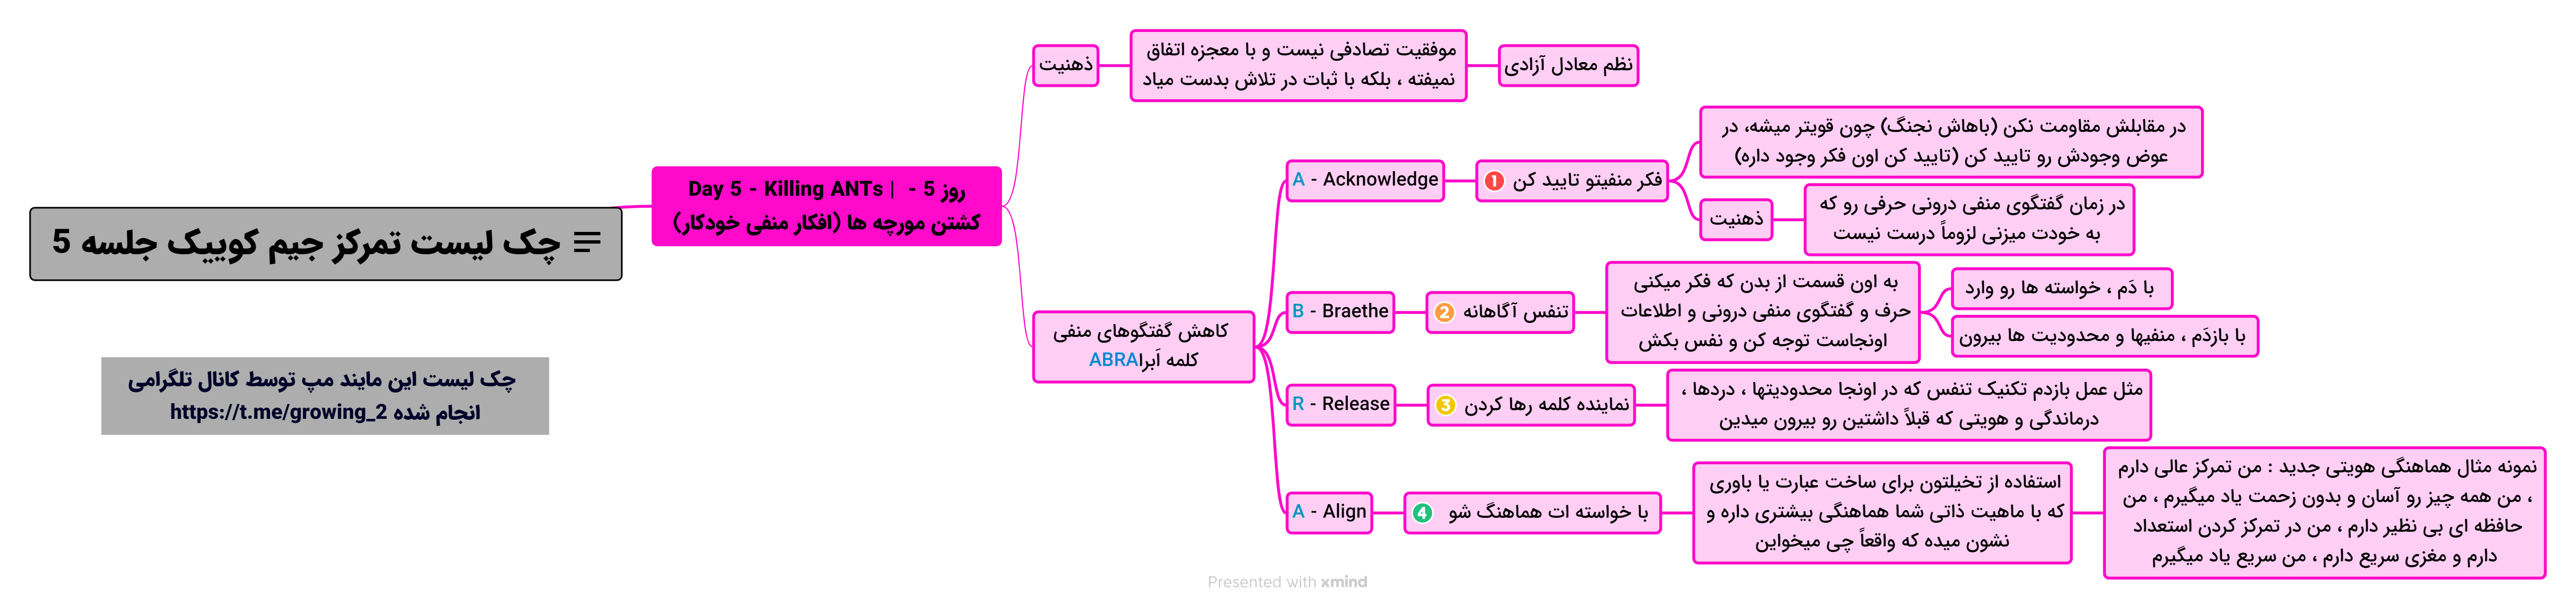 چک لیست تمرکز جیم کوییک جلسه 5
چک لیست این مایند مپ توسط کانال تلگرامی
https://t.me/growing_2 انجام شده
Day 5 - Killing ANTs |  - 5 روز
کشتن مورچه ها (افکار منفی خودکار)
ذهنیت
موفقیت تصادفی نیست و با معجزه اتفاق
نمیفته ، بلکه با ثبات در تلاش بدست میاد
نظم معادل آزادی
کاهش گفتگوهای منفی
کلمه اَبراABRA
A - Acknowledge
1 فکر منفیتو تایید کن
در مقابلش مقاومت نکن (باهاش نجنگ) چون قویتر میشه، در
عوض وجودش رو تایید کن (تایید کن اون فکر وجود داره)
ذهنیت
در زمان گفتگوی منفی درونی حرفی رو که
به خودت میزنی لزوماً درست نیست
B - Braethe
2 تنفس آگاهانه
به اون قسمت از بدن که فکر میکنی
حرف و گفتگوی منفی درونی و اطلاعات
اونجاست توجه کن و نفس بکش
با دَم ، خواسته ها رو وارد
با بازدَم ، منفیها و محدودیت ها بیرون
R - Release
3 نماینده کلمه رها کردن
مثل عمل بازدم تکنیک تنفس که در اونجا محدودیتها ، دردها ،
درماندگی و هویتی که قبلاً داشتین رو بیرون میدین
A - Align
4 با خواسته ات هماهنگ شو
استفاده از تخیلتون برای ساخت عبارت یا باوری
که با ماهیت ذاتی شما هماهنگی بیشتری داره و
نشون میده که واقعاً چی میخواین
نمونه مثال هماهنگی هویتی جدید : من تمرکز عالی دارم
، من همه چیز رو آسان و بدون زحمت یاد میگیرم ، من
حافظه ای بی نظیر دارم ، من در تمرکز کردن استعداد
دارم و مغزی سریع دارم ، من سریع یاد میگیرم
Presented with xmind